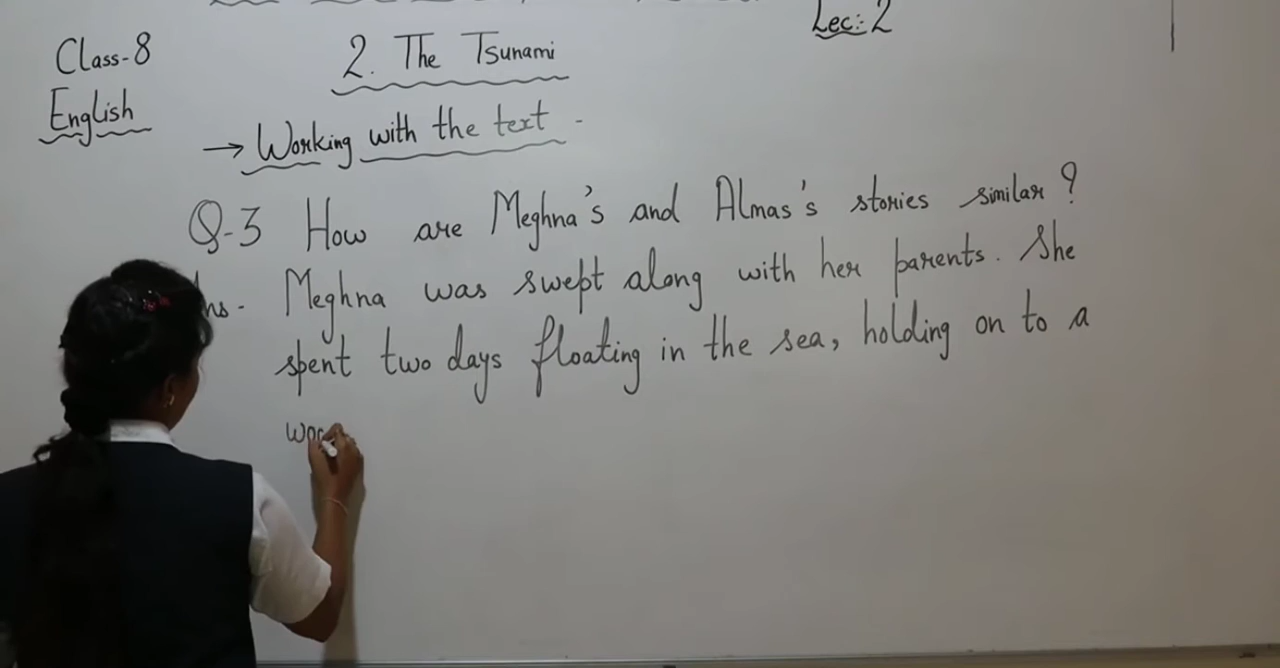 Lec:- 2
Class-8
2. The Tsunami
English
→ Working with the text -
Q-3 How are Meghna's and Almas's stories similar?
Meghna was swept along with her parents. She
spent two days floating in the sea, holding on to a